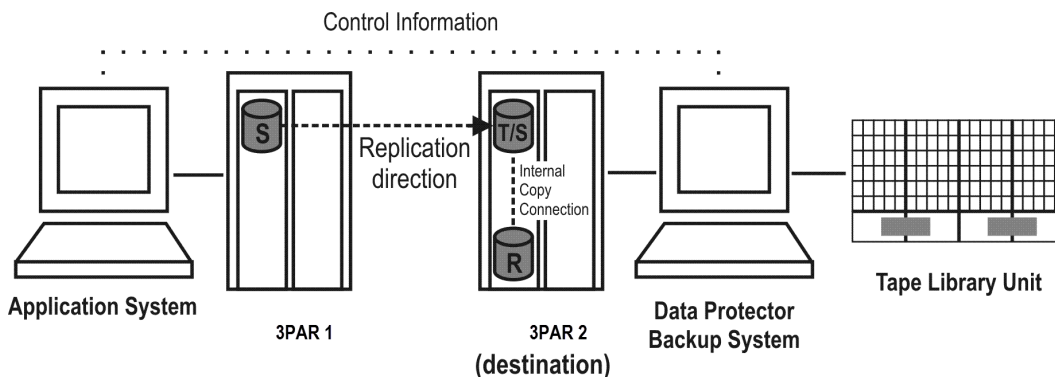 Control Information
S
T/S
Replication
direction
Internal
Copy
Connection
R
Application System
3PAR 1
3PAR 2
(destination)
Data Protector
Backup System
Tape Library Unit